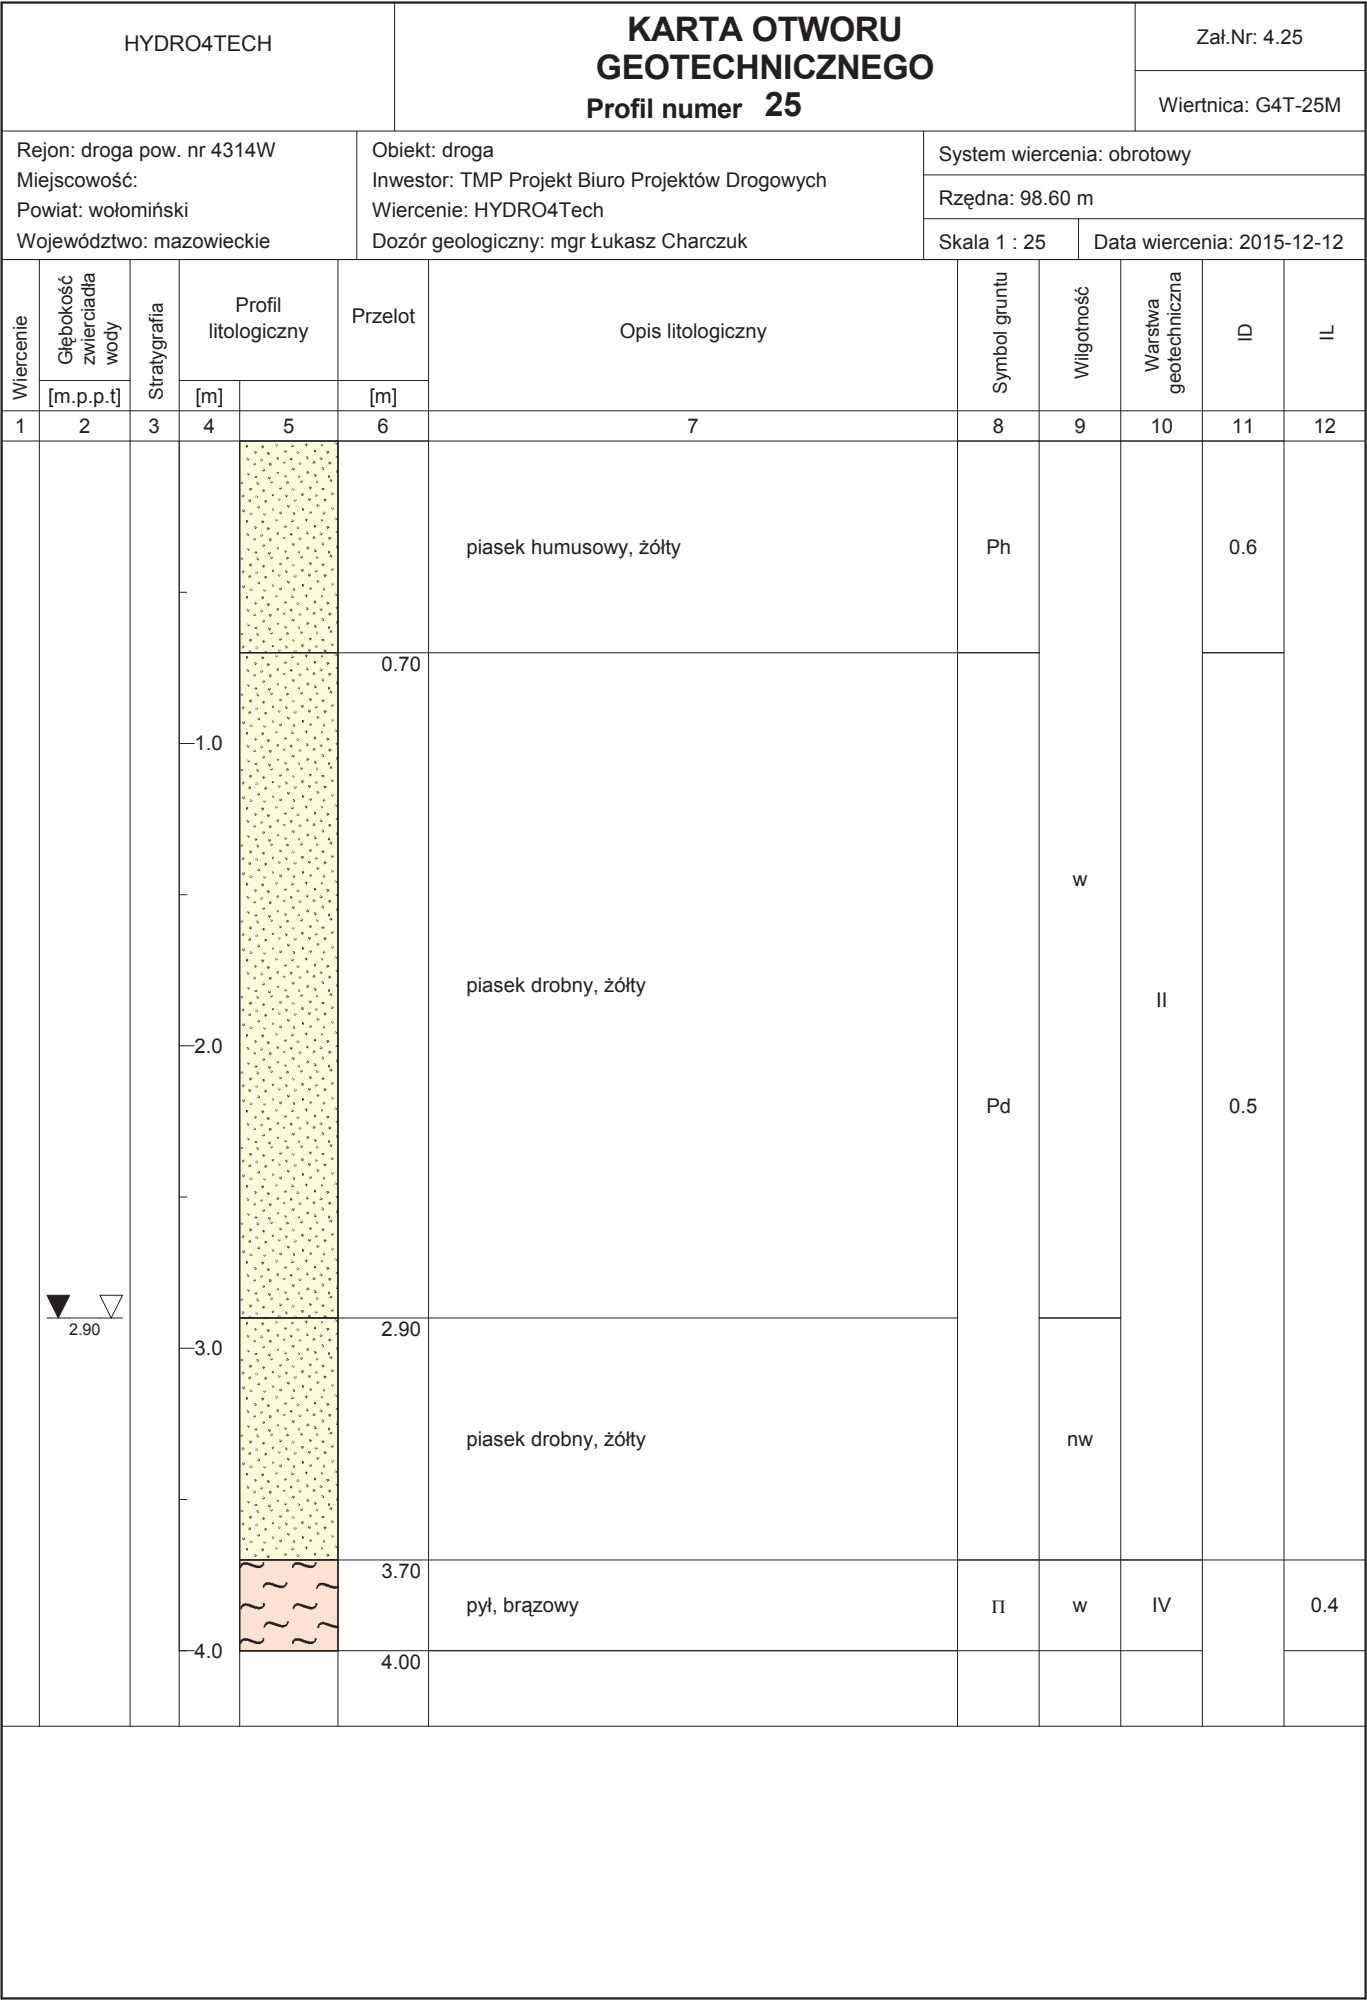 HYDRO4TECH
KARTA OTWORU
GEOTECHNICZNEGO
Profil numer 25
Zał.Nr: 4.25
Wiertnica: G4T-25M
Rejon: droga pow. nr 4314W
Miejscowość:
Powiat: wołomiński
Województwo: mazowieckie
Obiekt: droga
Inwestor: TMP Projekt Biuro Projektów Drogowych
Wiercenie: HYDRO4Tech
Dozór geologiczny: mgr Łukasz Charczuk
System wiercenia: obrotowy
Rzędna: 98.60 m
Skala 1 : 25
Data wiercenia: 2015-12-12
Wiercenie
Głębokość
zwierciadła
wody
[m.p.p.t]
Stratygrafia
Profil
litologiczny
[m]
Przelot
[m]
Opis litologiczny
Symbol gruntu
Wilgotność
Warstwa
geotechniczna
ID
IL
1 2 3 4 5 6 7 8 9 10 11 12
piasek humusowy, żółty Ph 0.6
0.70
1.0
w
piasek drobny, żółty
II
2.0
Pd 0.5
2.90
2.90
3.0
piasek drobny, żółty nw
3.70
pył, brązowy Π w IV 0.4
4.0
4.00